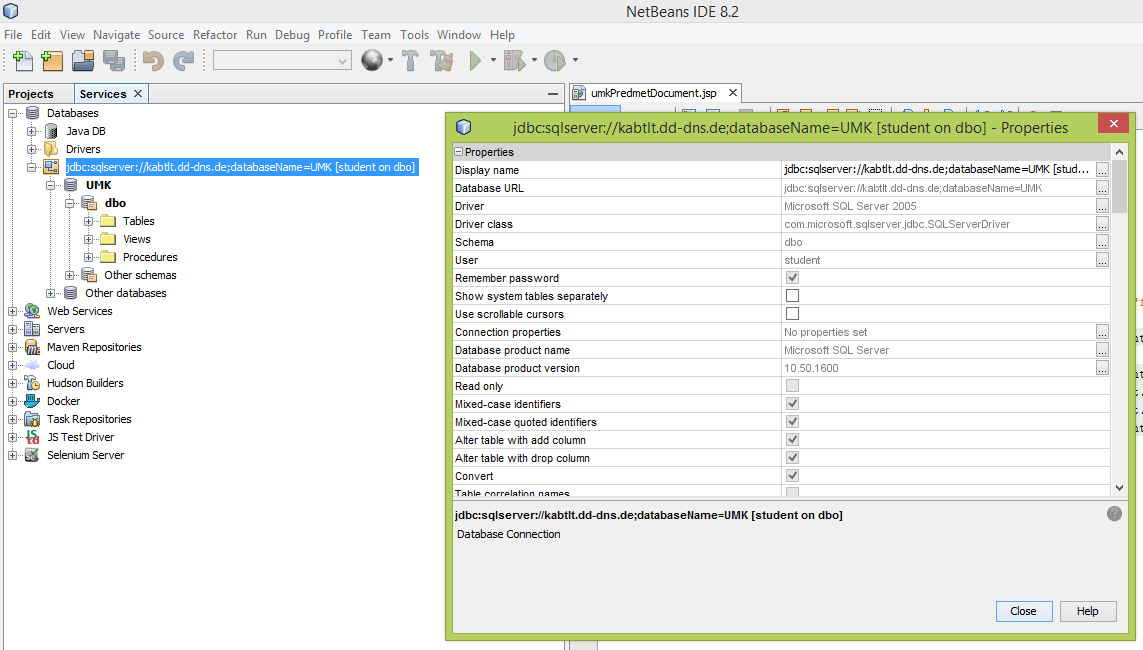 NetBeans IDE 8.2
File Edit View Navigate Source Refactor Run Debug Profile Team Tools Window Help
Projects Services
umkPredmetDocument.jsp
Databases
Java DB
Drivers
jdbc:sqlserver://kabtlt.dd-dns.de;databaseName=UMK [student on dbo]
UMK
dbo
Tables
Views
Procedures
Other schemas
Other databases
Web Services
Servers
Maven Repositories
Cloud
Hudson Builders
Docker
Task Repositories
JS Test Driver
Selenium Server
jdbc:sqlserver://kabtlt.dd-dns.de;databaseName=UMK [student on dbo] - Properties
Properties
Display name jdbc:sqlserver://kabtlt.dd-dns.de;databaseName=UMK [stud... ...
Database URL jdbc:sqlserver://kabtlt.dd-dns.de;databaseName=UMK ...
Driver Microsoft SQL Server 2005 ...
Driver class com.microsoft.sqlserver.jdbc.SQLServerDriver ...
Schema dbo ...
User student ...
Remember password
Show system tables separately
Use scrollable cursors
Connection properties No properties set ...
Database product name Microsoft SQL Server ...
Database product version 10.50.1600 ...
Read only
Mixed-case identifiers
Mixed-case quoted identifiers
Alter table with add column
Alter table with drop column
Convert
Table correlation names
jdbc:sqlserver://kabtlt.dd-dns.de;databaseName=UMK [student on dbo]
Database Connection
Close Help